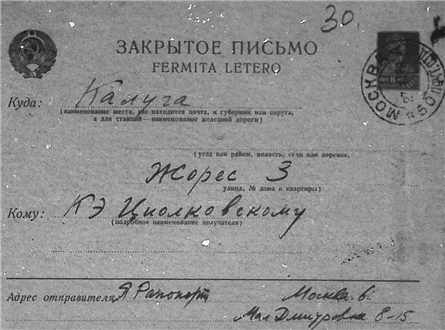 30.
ЗАКРЫТОЕ ПИСЬМО
FERMITA LETERO
МОСКВА
Куда: Калуга
(наименование места, где находится почта, и губернии или округа,
а для станций—наименование железной дороги)
(уезд или район, волость, село или деревня,
Жорес 3
улица, № дома и квартиры)
Кому: КЭ Циолковскому
(подробное наименование получателя)
Адрес отправителя: Я Рапопорт Москва 6.
Мал Дмитровка 8-15